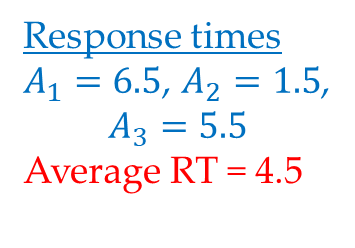 Response times
A₁ = 6.5, A₂ = 1.5,
A₃ = 5.5
Average RT = 4.5